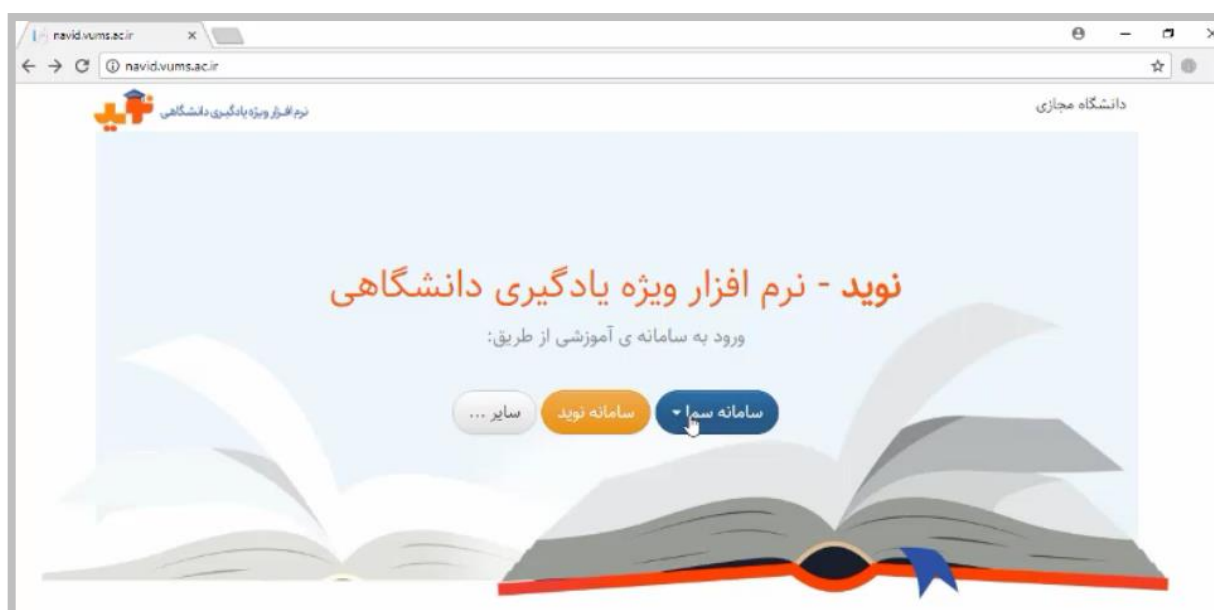 navid.vums.ac.ir
navid.vums.ac.ir
دانشگاه مجازی
نوید
نرم افزار ویژه یادگیری دانشگاهی
نوید - نرم افزار ویژه یادگیری دانشگاهی
ورود به سامانه ی آموزشی از طریق:
سامانه سما
سامانه نوید
سایر ...